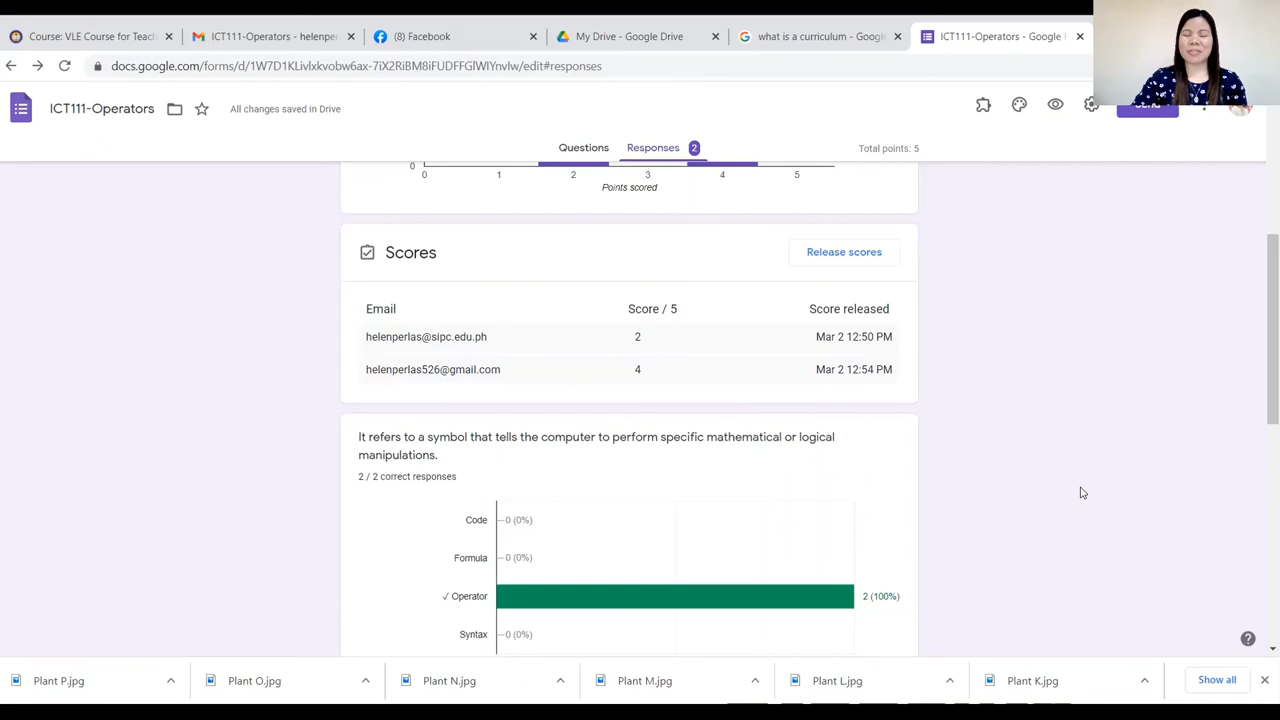 Course: VLE Course for Teach
ICT111-Operators - helenper
(8) Facebook
My Drive - Google Drive
what is a curriculum - Google
ICT111-Operators - Google F
docs.google.com/forms/d/1W7D1KLivlxkvobw6ax-7iX2RiBM8iFUDFFGlWIYnvIw/edit#responses
ICT111-Operators
All changes saved in Drive
Send
Questions
Responses 2
Total points: 5
0
0 1 2 3 4 5
Points scored
Scores
Release scores
Email Score / 5 Score released
helenperlas@sipc.edu.ph 2 Mar 2 12:50 PM
helenperlas526@gmail.com 4 Mar 2 12:54 PM
It refers to a symbol that tells the computer to perform specific mathematical or logical
manipulations.
2 / 2 correct responses
Code 0 (0%)
Formula 0 (0%)
✓ Operator 2 (100%)
Syntax 0 (0%)
Plant P.jpg
Plant O.jpg
Plant N.jpg
Plant M.jpg
Plant L.jpg
Plant K.jpg
Show all